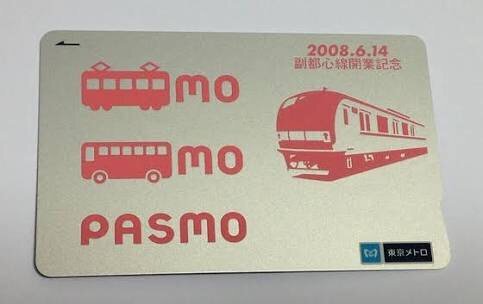 2008.6.14
副都心線開業記念
mo
mo
PASMO
東京メトロ